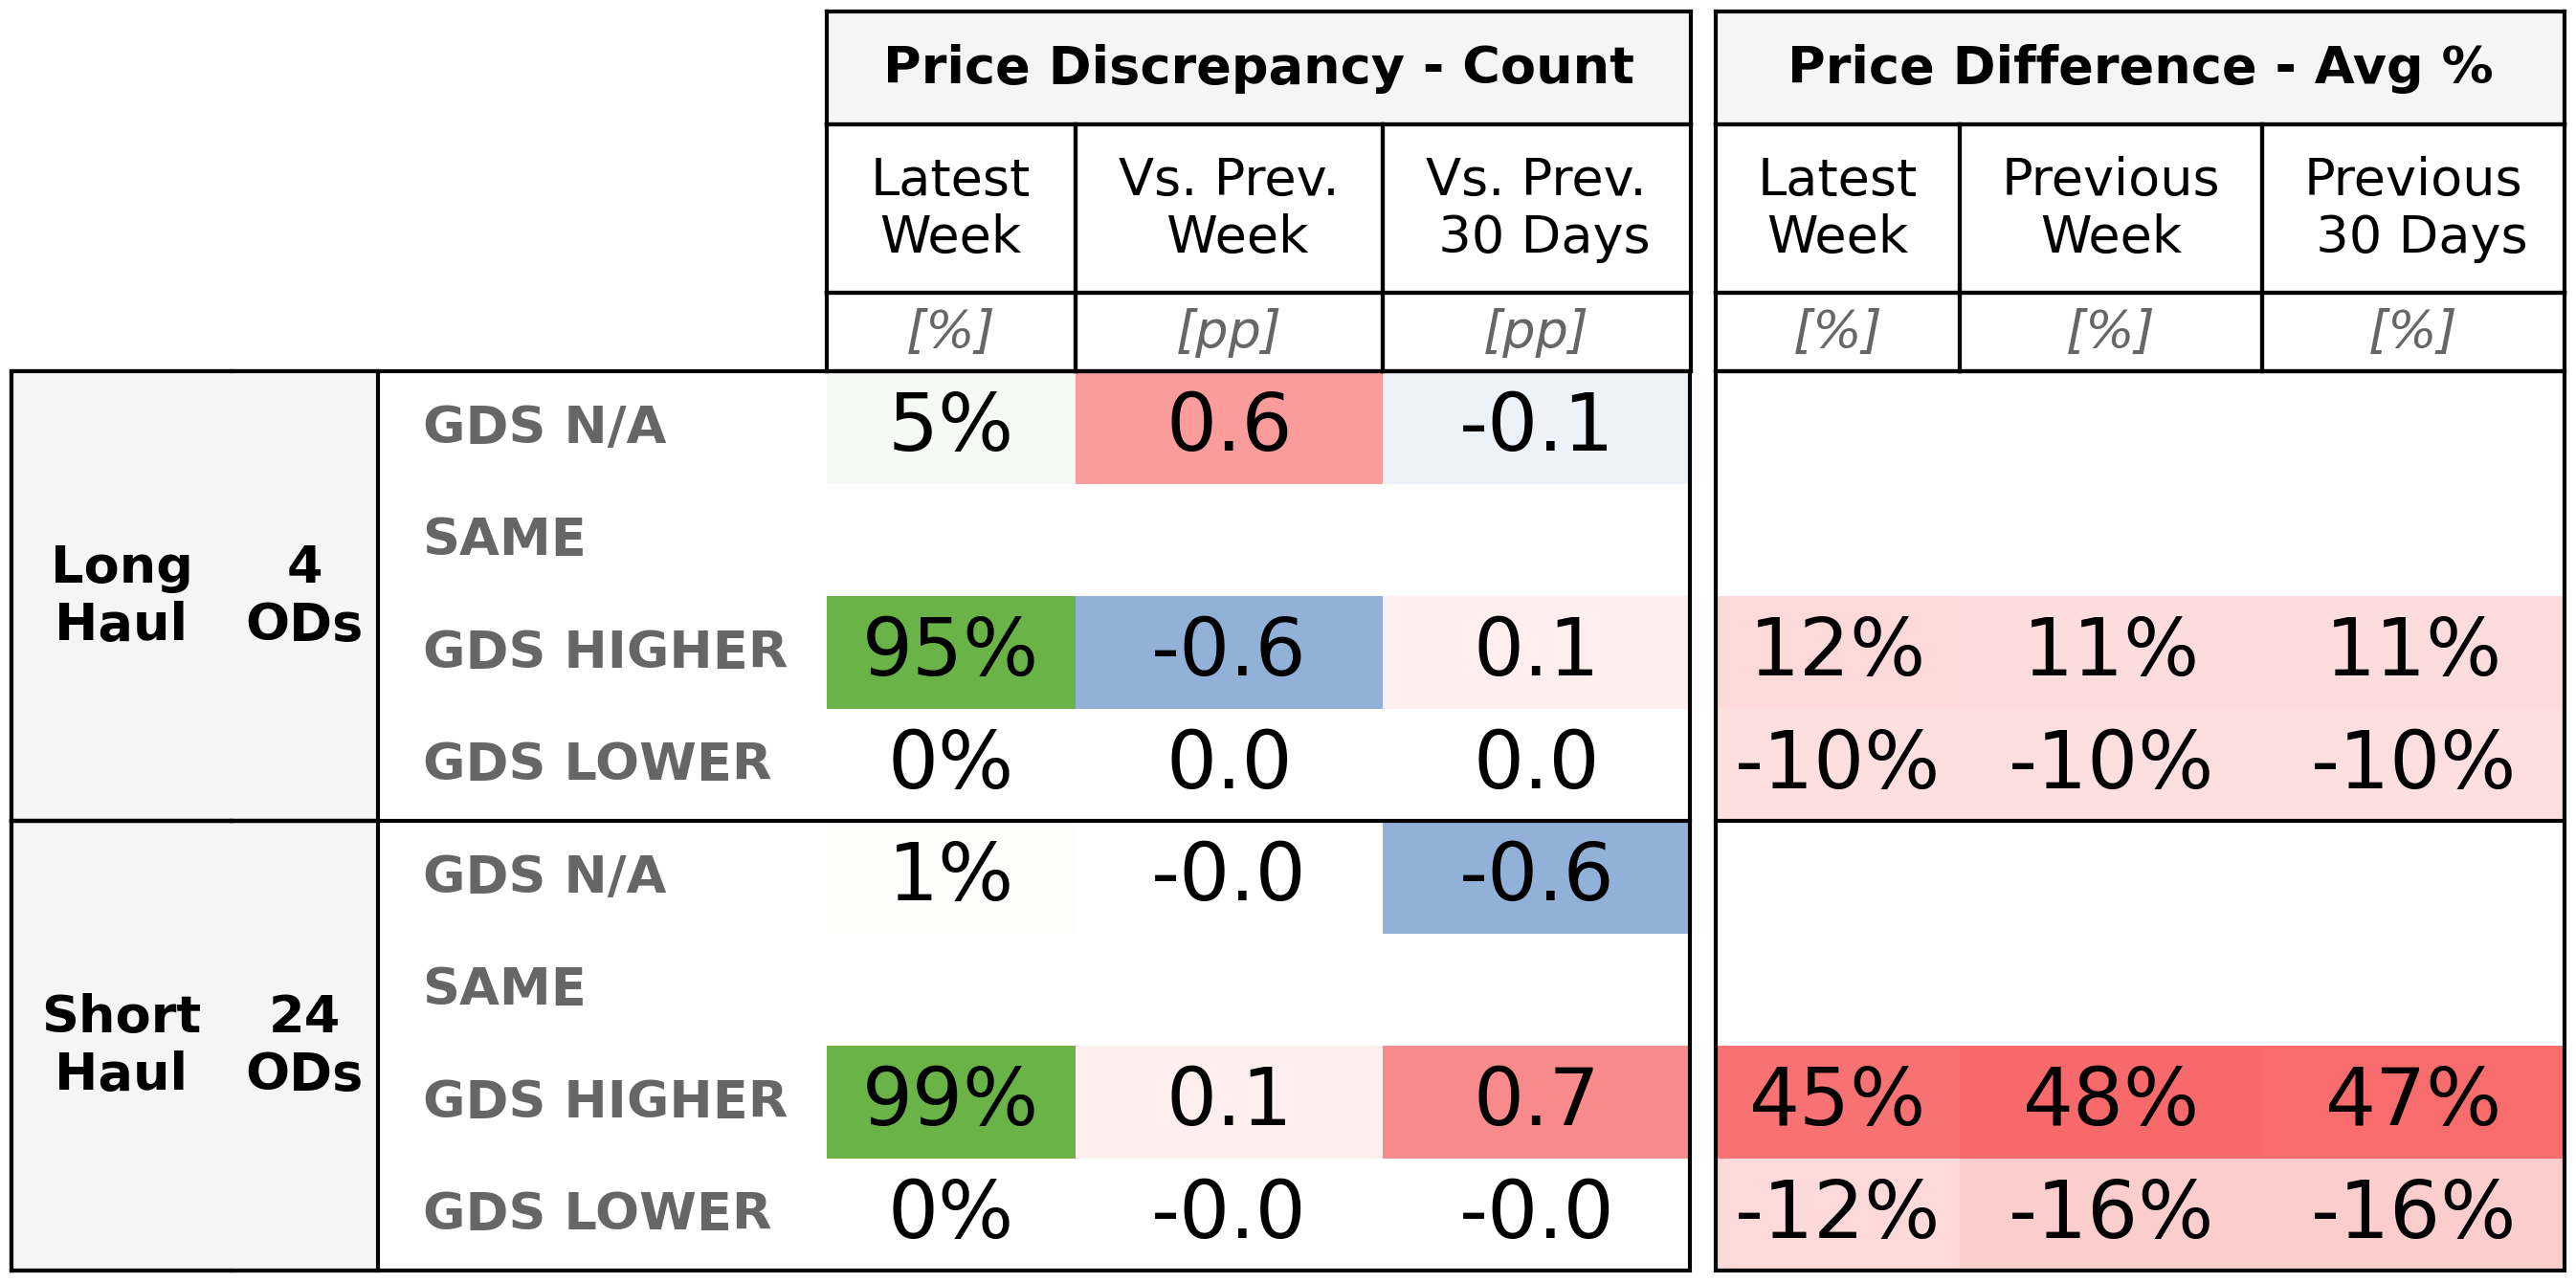 Price Discrepancy - Count Price Difference - Avg %
Latest Week Vs. Prev. Week Vs. Prev. 30 Days Latest Week Previous Week Previous 30 Days
[%] [pp] [pp] [%] [%] [%]
Long Haul 4 ODs
GDS N/A 5% 0.6 -0.1
SAME
GDS HIGHER 95% -0.6 0.1 12% 11% 11%
GDS LOWER 0% 0.0 0.0 -10% -10% -10%
Short Haul 24 ODs
GDS N/A 1% -0.0 -0.6
SAME
GDS HIGHER 99% 0.1 0.7 45% 48% 47%
GDS LOWER 0% -0.0 -0.0 -12% -16% -16%